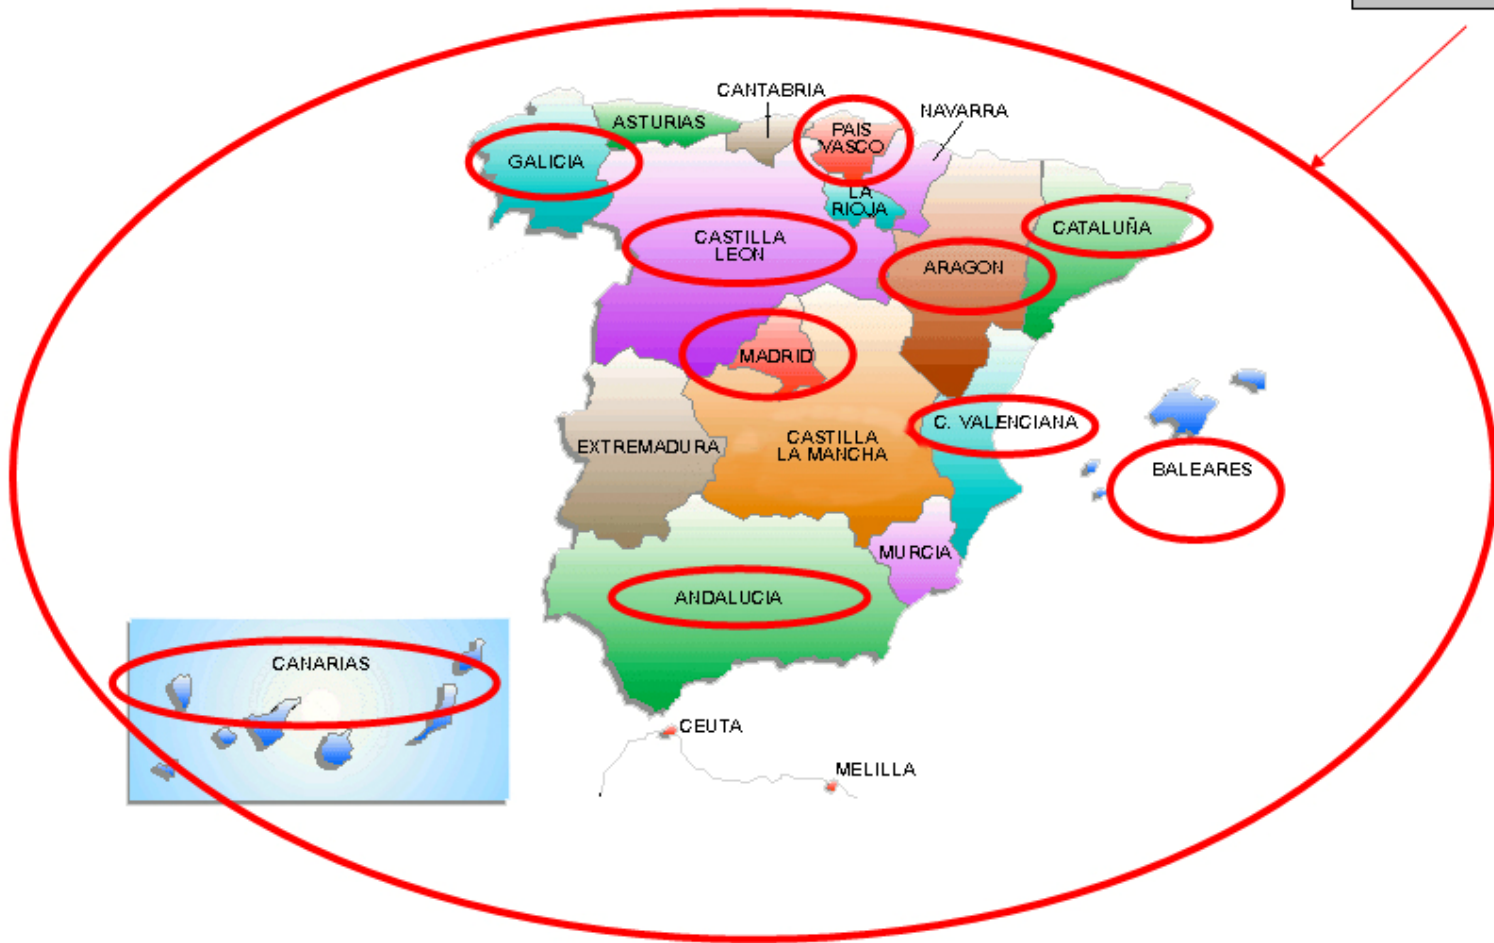 CANTABRIA
NAVARRA
ASTURIAS
PAIS
VASCO
GALICIA
LA
RIOJA
CATALUÑA
CASTILLA
LEON
ARAGON
MADRID
C. VALENCIANA
EXTREMADURA
CASTILLA
LA MANCHA
BALEARES
MURCIA
ANDALUCIA
CANARIAS
CEUTA
MELILLA